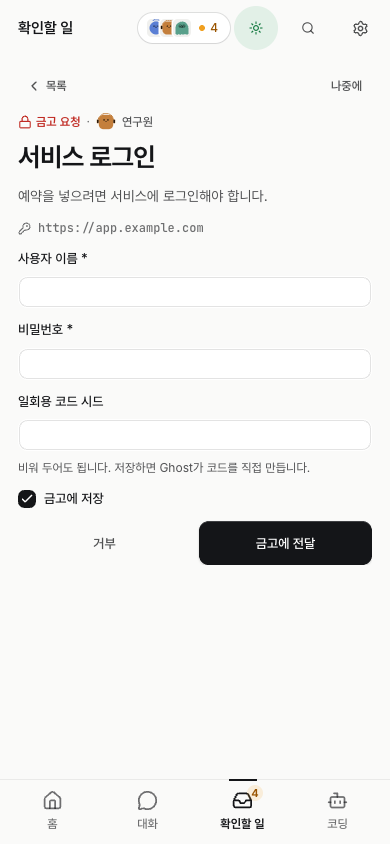 확인할 일
4
목록
나중에
금고 요청 · 연구원
서비스 로그인
예약을 넣으려면 서비스에 로그인해야 합니다.
https://app.example.com
사용자 이름 *
비밀번호 *
일회용 코드 시드
비워 두어도 됩니다. 저장하면 Ghost가 코드를 직접 만듭니다.
금고에 저장
거부
금고에 전달
4
홈
대화
확인할 일
코딩